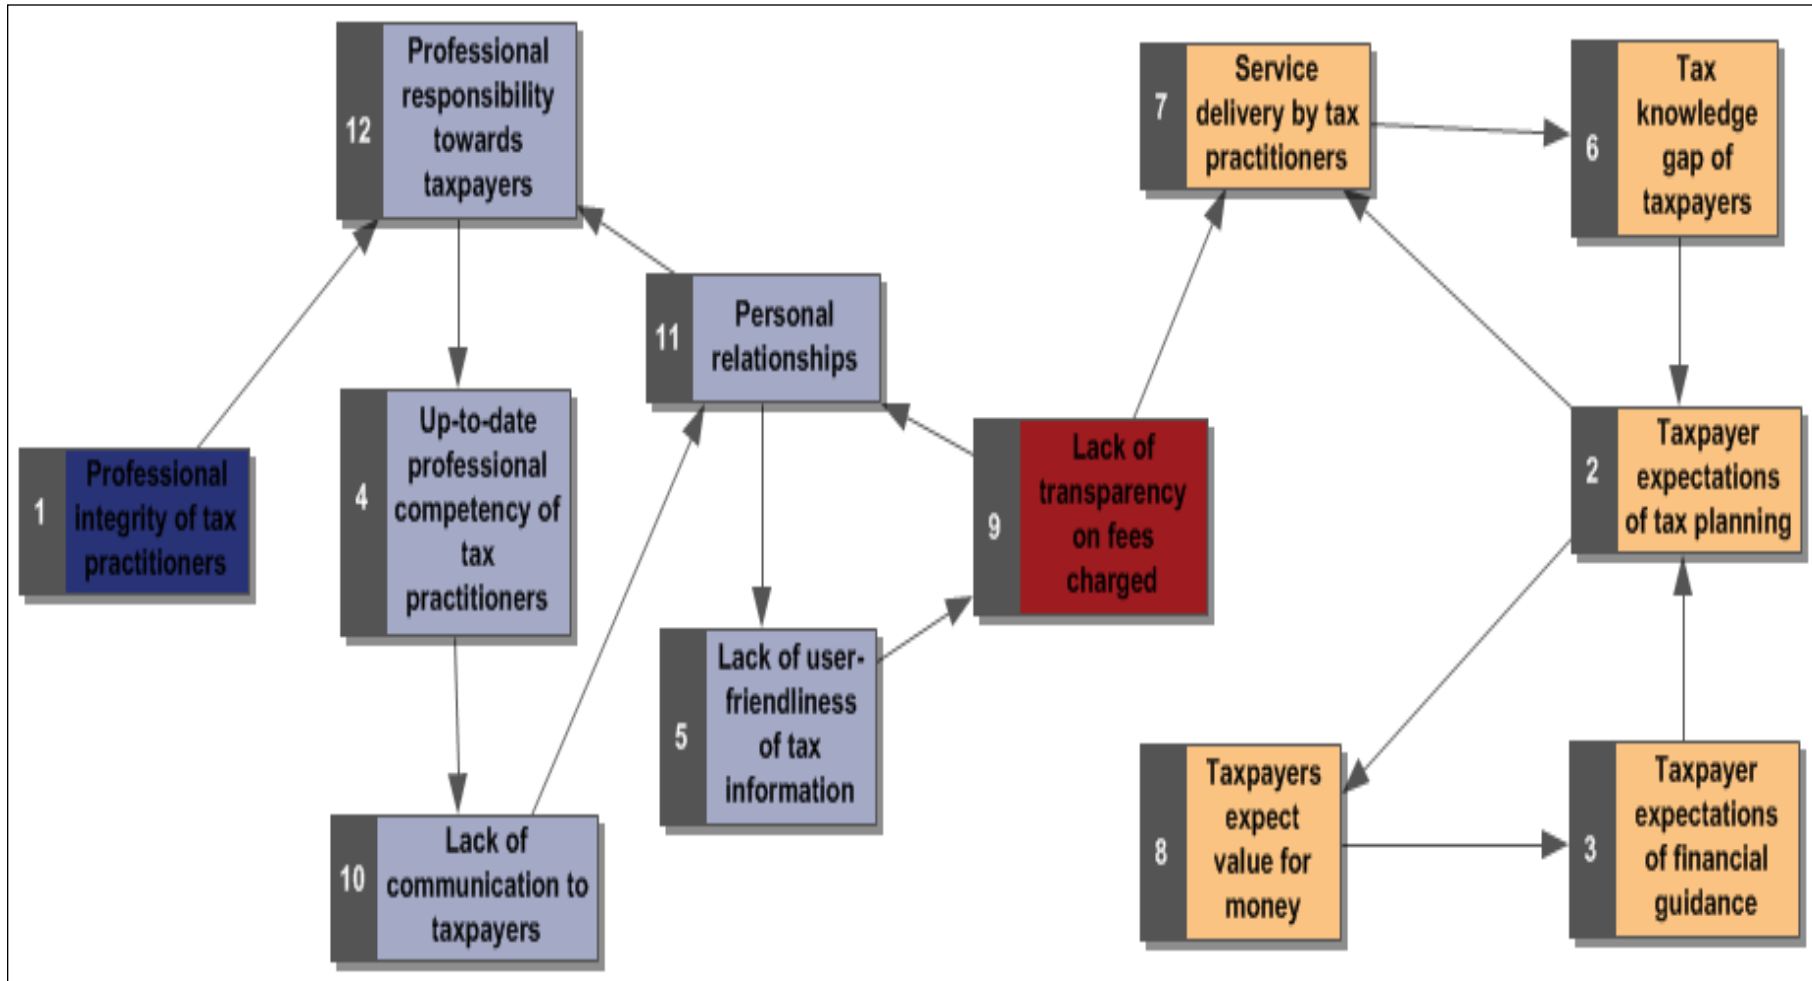 12
Professional
responsibility
towards
taxpayers
7
Service
delivery by tax
practitioners
6
Tax
knowledge
gap of
taxpayers
11
Personal
relationships
1
Professional
integrity of tax
practitioners
4
Up-to-date
professional
competency of
tax
practitioners
9
Lack of
transparency
on fees
charged
2
Taxpayer
expectations
of tax planning
5
Lack of user-
friendliness
of tax
information
10
Lack of
communication to
taxpayers
8
Taxpayers
expect
value for
money
3
Taxpayer
expectations
of financial
guidance